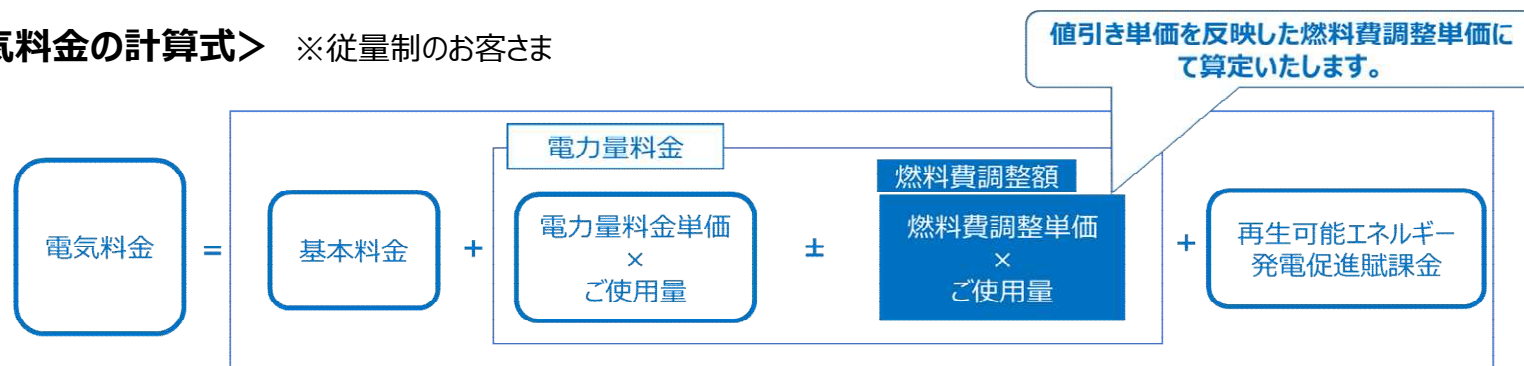 気料金の計算式＞ ※従量制のお客さま
値引き単価を反映した燃料費調整単価に
て算定いたします。
電力量料金
燃料費調整額
電気料金
=
基本料金
+
電力量料金単価
×
ご使用量
±
燃料費調整単価
×
ご使用量
+
再生可能エネルギー
発電促進賦課金